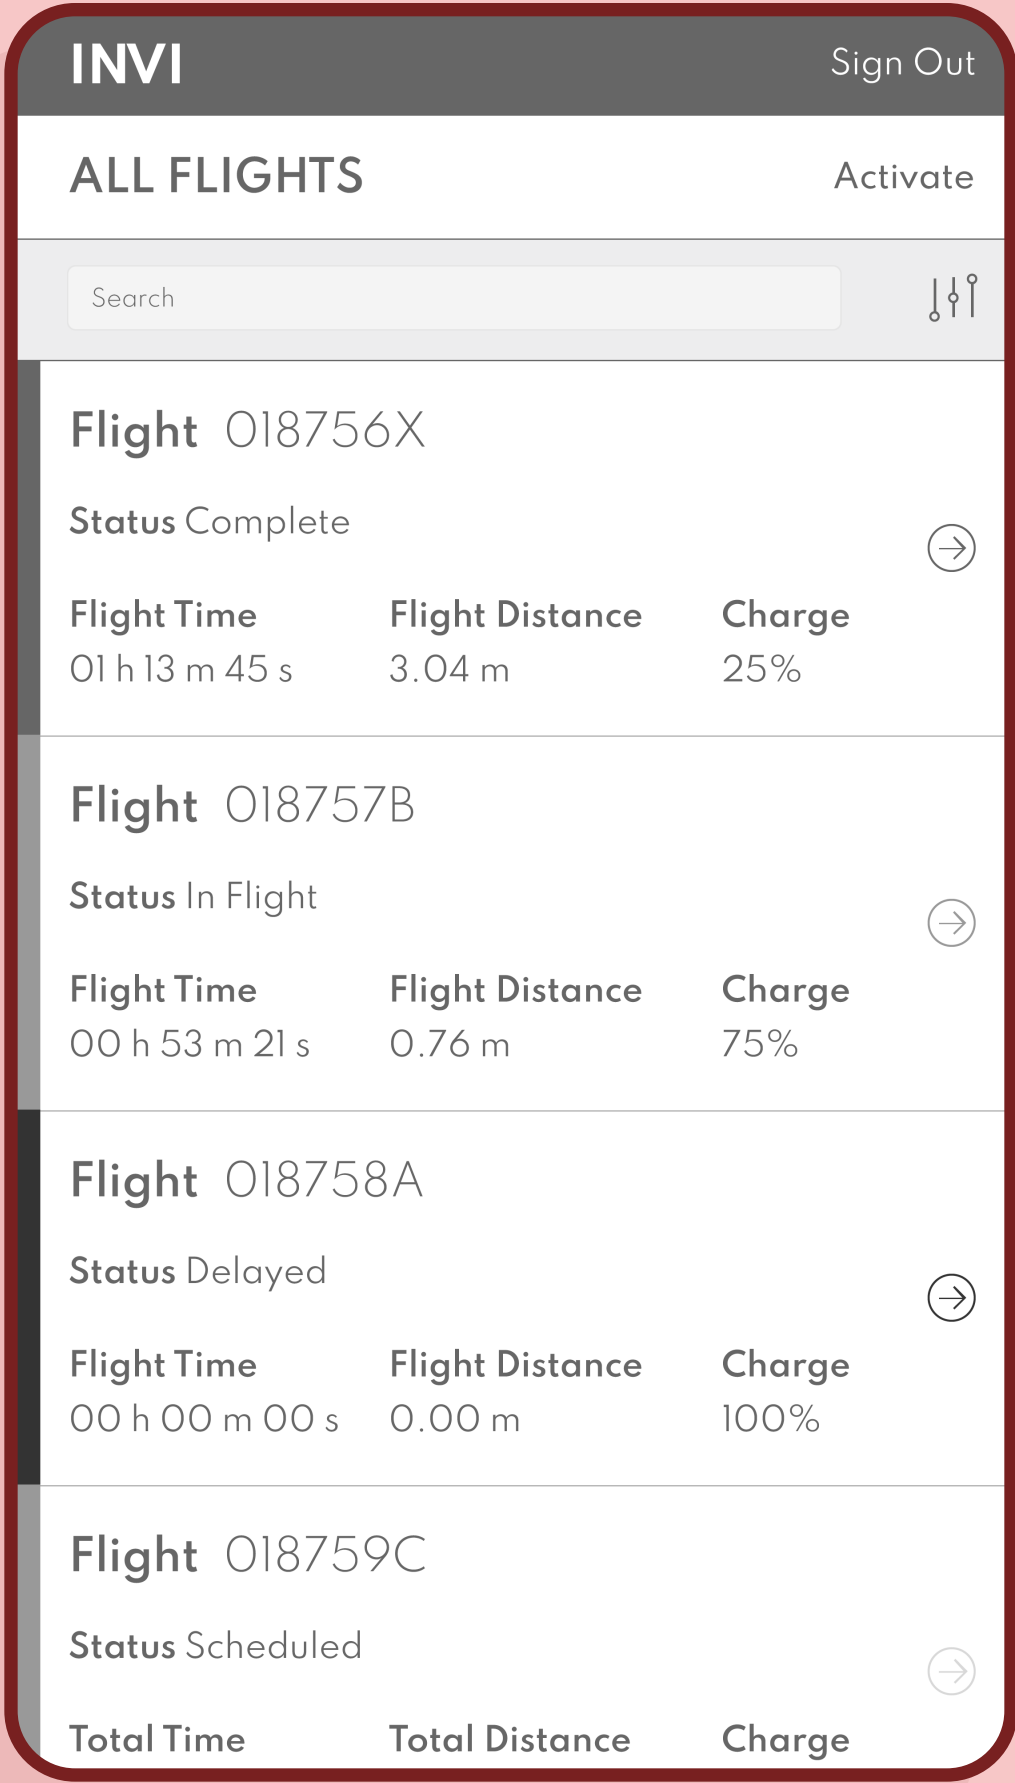 INVI Sign Out
ALL FLIGHTS Activate
Search
Flight 018756X
Status Complete
Flight Time Flight Distance Charge
01 h 13 m 45 s 3.04 m 25%
Flight 018757B
Status In Flight
Flight Time Flight Distance Charge
00 h 53 m 21 s 0.76 m 75%
Flight 018758A
Status Delayed
Flight Time Flight Distance Charge
00 h 00 m 00 s 0.00 m 100%
Flight 018759C
Status Scheduled
Total Time Total Distance Charge